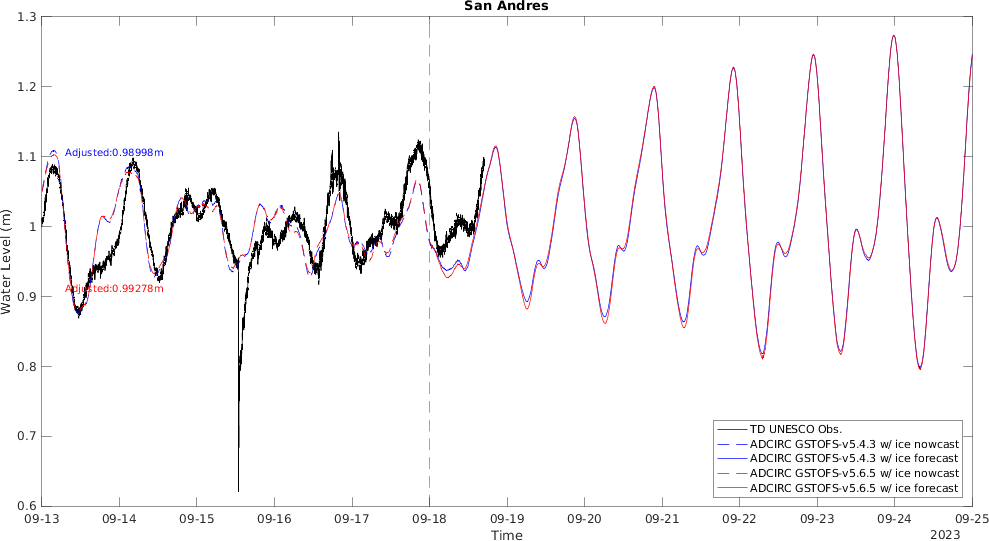 San Andres
Water Level (m)
1.3
1.2
1.1
1
0.9
0.8
0.7
0.6
Adjusted:0.98998m
Adjusted:0.99278m
TD UNESCO Obs.
ADCIRC GSTOFS-v5.4.3 w/ ice nowcast
ADCIRC GSTOFS-v5.4.3 w/ ice forecast
ADCIRC GSTOFS-v5.6.5 w/ ice nowcast
ADCIRC GSTOFS-v5.6.5 w/ ice forecast
09-13 09-14 09-15 09-16 09-17 09-18 09-19 09-20 09-21 09-22 09-23 09-24 09-25
Time
2023